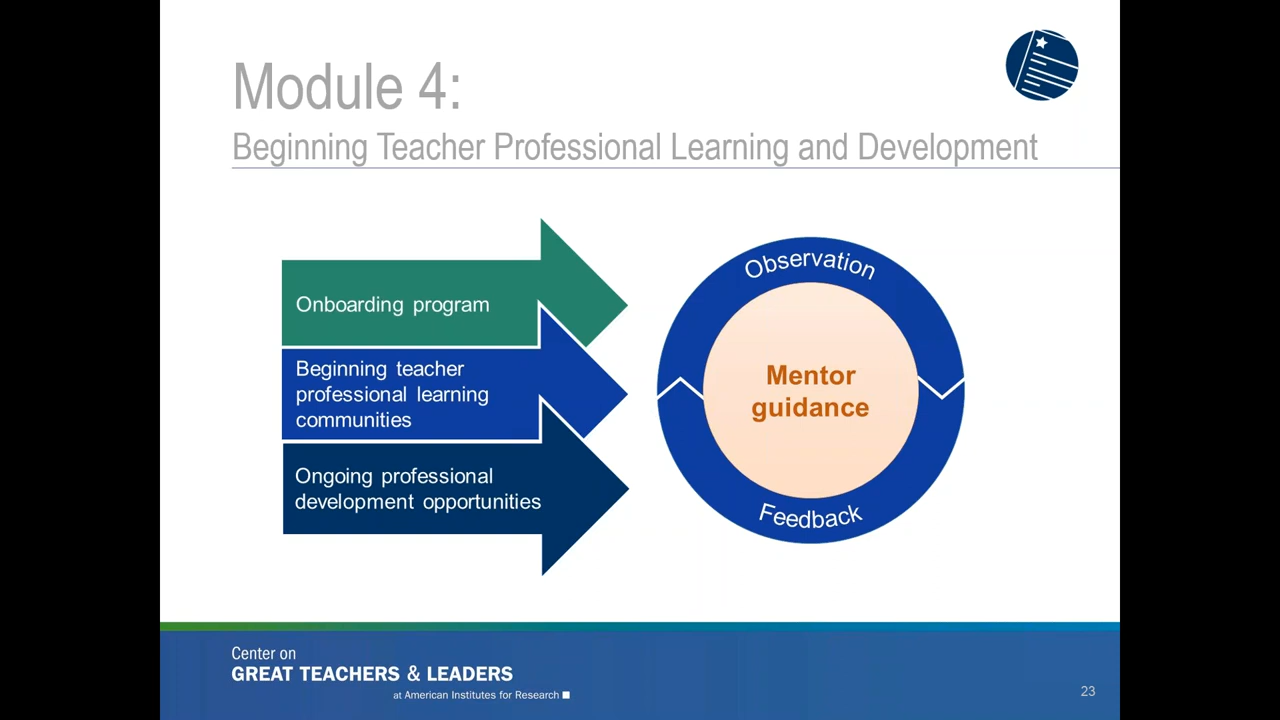 Module 4:
Beginning Teacher Professional Learning and Development
Onboarding program
Beginning teacher
professional learning
communities
Ongoing professional
development opportunities
Observation
Mentor
guidance
Feedback
Center on
GREAT TEACHERS & LEADERS
at American Institutes for Research
23